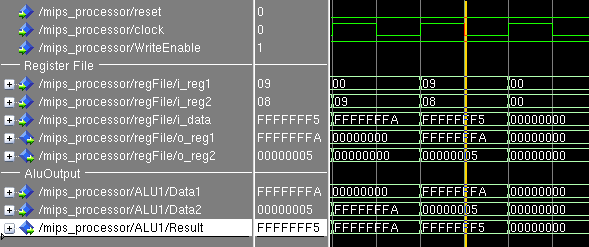 /mips_processor/reset 0
/mips_processor/clock 0
/mips_processor/WriteEnable 1
Register File
/mips_processor/regFile/i_reg1 09 00 09 00
/mips_processor/regFile/i_reg2 08 09 08 00
/mips_processor/regFile/i_data FFFFFFF5 FFFFFFFA FFFFFFF5 00000000
/mips_processor/regFile/o_reg1 FFFFFFFA 00000000 FFFFFFFA 00000000
/mips_processor/regFile/o_reg2 00000005 00000000 00000005 00000000
AluOutput
/mips_processor/ALU1/Data1 FFFFFFFA 00000000 FFFFFFFA 00000000
/mips_processor/ALU1/Data2 00000005 FFFFFFFA 00000005 00000000
/mips_processor/ALU1/Result FFFFFFF5 FFFFFFFA FFFFFFF5 00000000